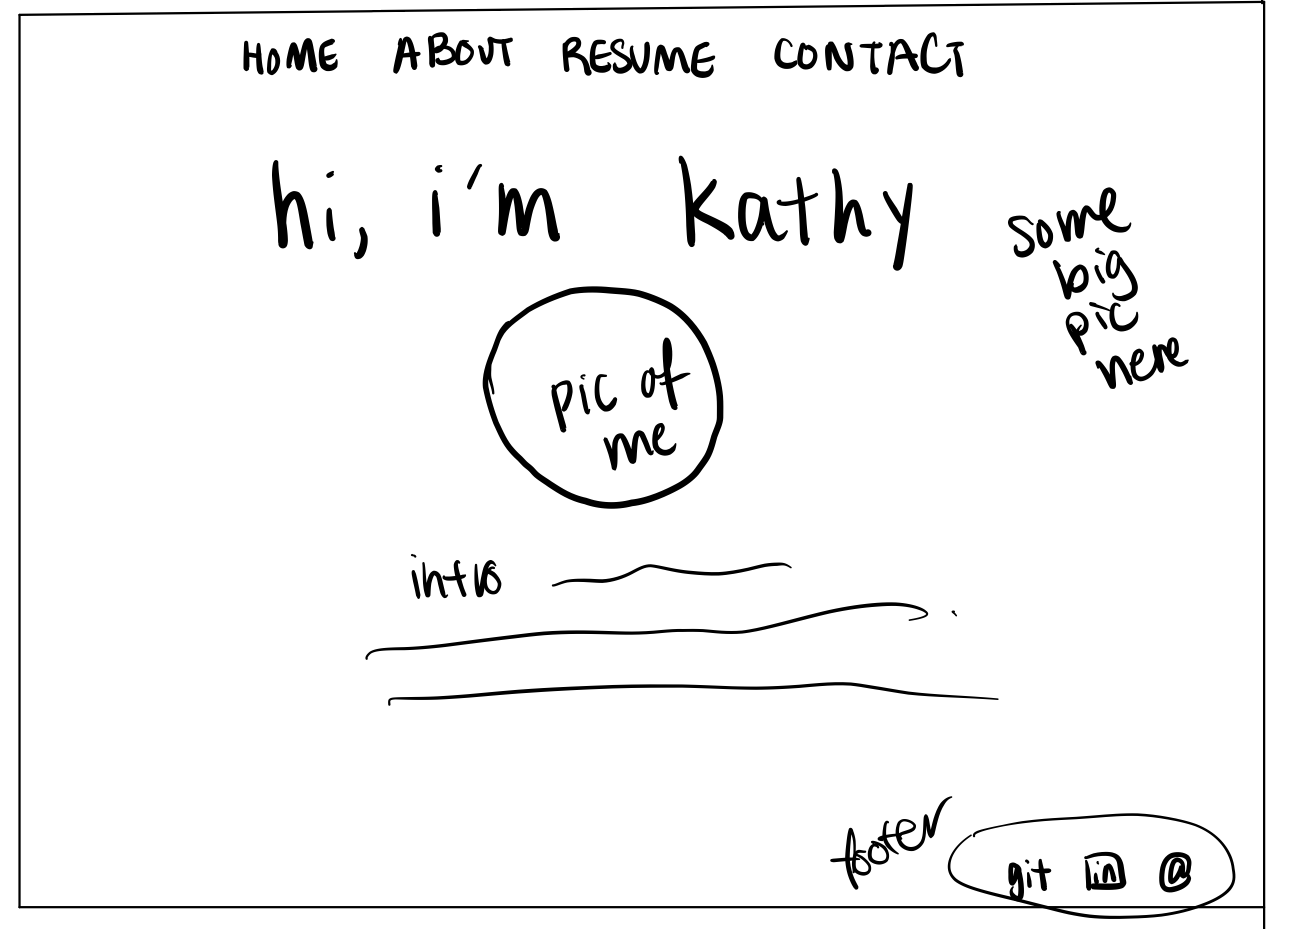 HOME ABOUT RESUME CONTACT
hi, i'm kathy
some
big
pic
here
pic of
me
intro
footer
git in @